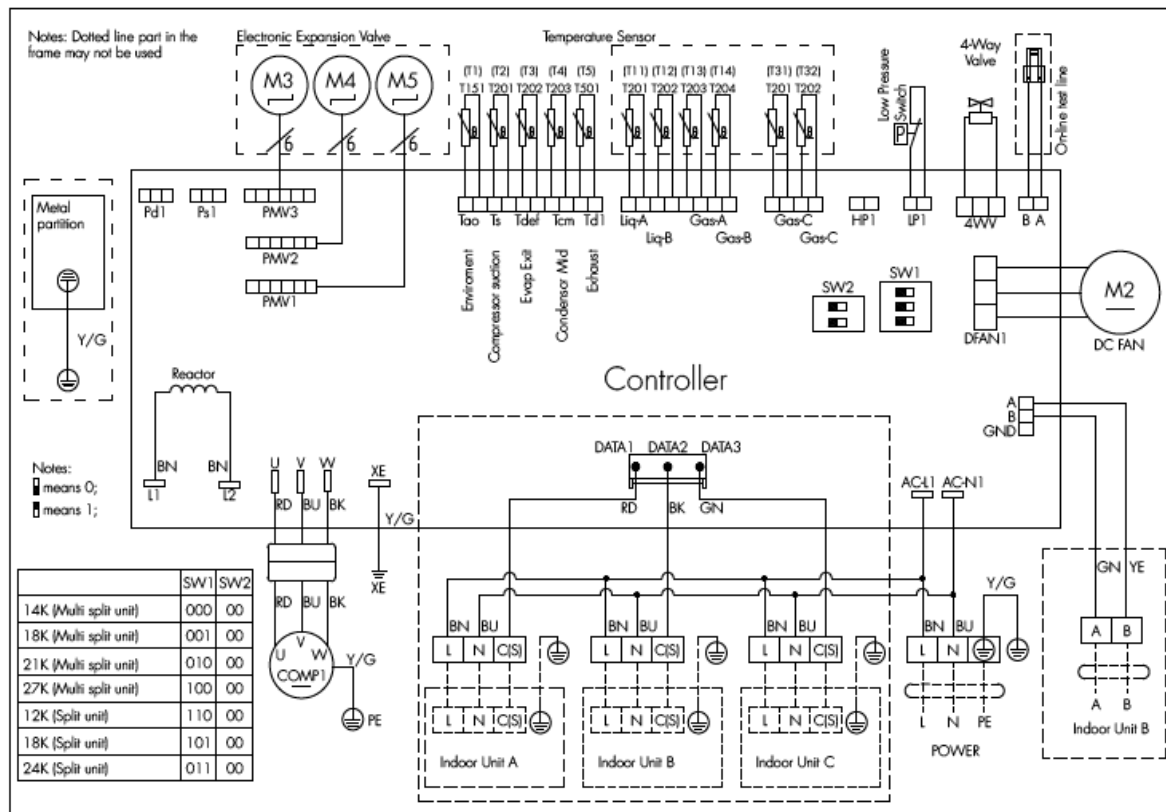 Notes: Dotted line part in the
frame may not be used
Electronic Expansion Valve
Temperature Sensor
4-Way
Valve
On-line test line
Low Pressure
Switch
M3 M4 M5
6 6 6
(T1) (T2) (T3) (T4) (T5)
T151 T201 T202 T203 T501
(T11) (T12) (T13) (T14)
T201 T202 T203 T204
(T31) (T32)
T201 T202
θ θ θ θ θ θ θ θ θ θ θ
P
Metal
partition
Y/G
Pd1 Ps1 PMV3
PMV2
PMV1
Tao Ts Tdef Tcm Td1
Liq-A Gas-A Gas-C
Liq-B Gas-B Gas-C
HP1 LP1 4WV B A
Enviroment
Compressor suction
Evap Exit
Condensor Mid
Exhaust
SW2 SW1
DFAN1
M2
DC FAN
Reactor
Controller
BN BN
L1 L2
U V W
RD BU BK
XE
Y/G
XE
A
B
GND
DATA1 DATA2 DATA3
RD BK GN
AC-L1 AC-N1
Notes:
means 0;
means 1;
SW1 SW2
14K (Multi split unit) 000 00
18K (Multi split unit) 001 00
21K (Multi split unit) 010 00
27K (Multi split unit) 100 00
12K (Split unit) 110 00
18K (Split unit) 101 00
24K (Split unit) 011 00
RD BU BK
U V W
COMP1
Y/G
PE
BN BU BN BU BN BU BN BU Y/G
L N C(S) L N C(S) L N C(S) L N
L N C(S) L N C(S) L N C(S)
Indoor Unit A Indoor Unit B Indoor Unit C
L N PE
POWER
GN YE
A B
A B
Indoor Unit B